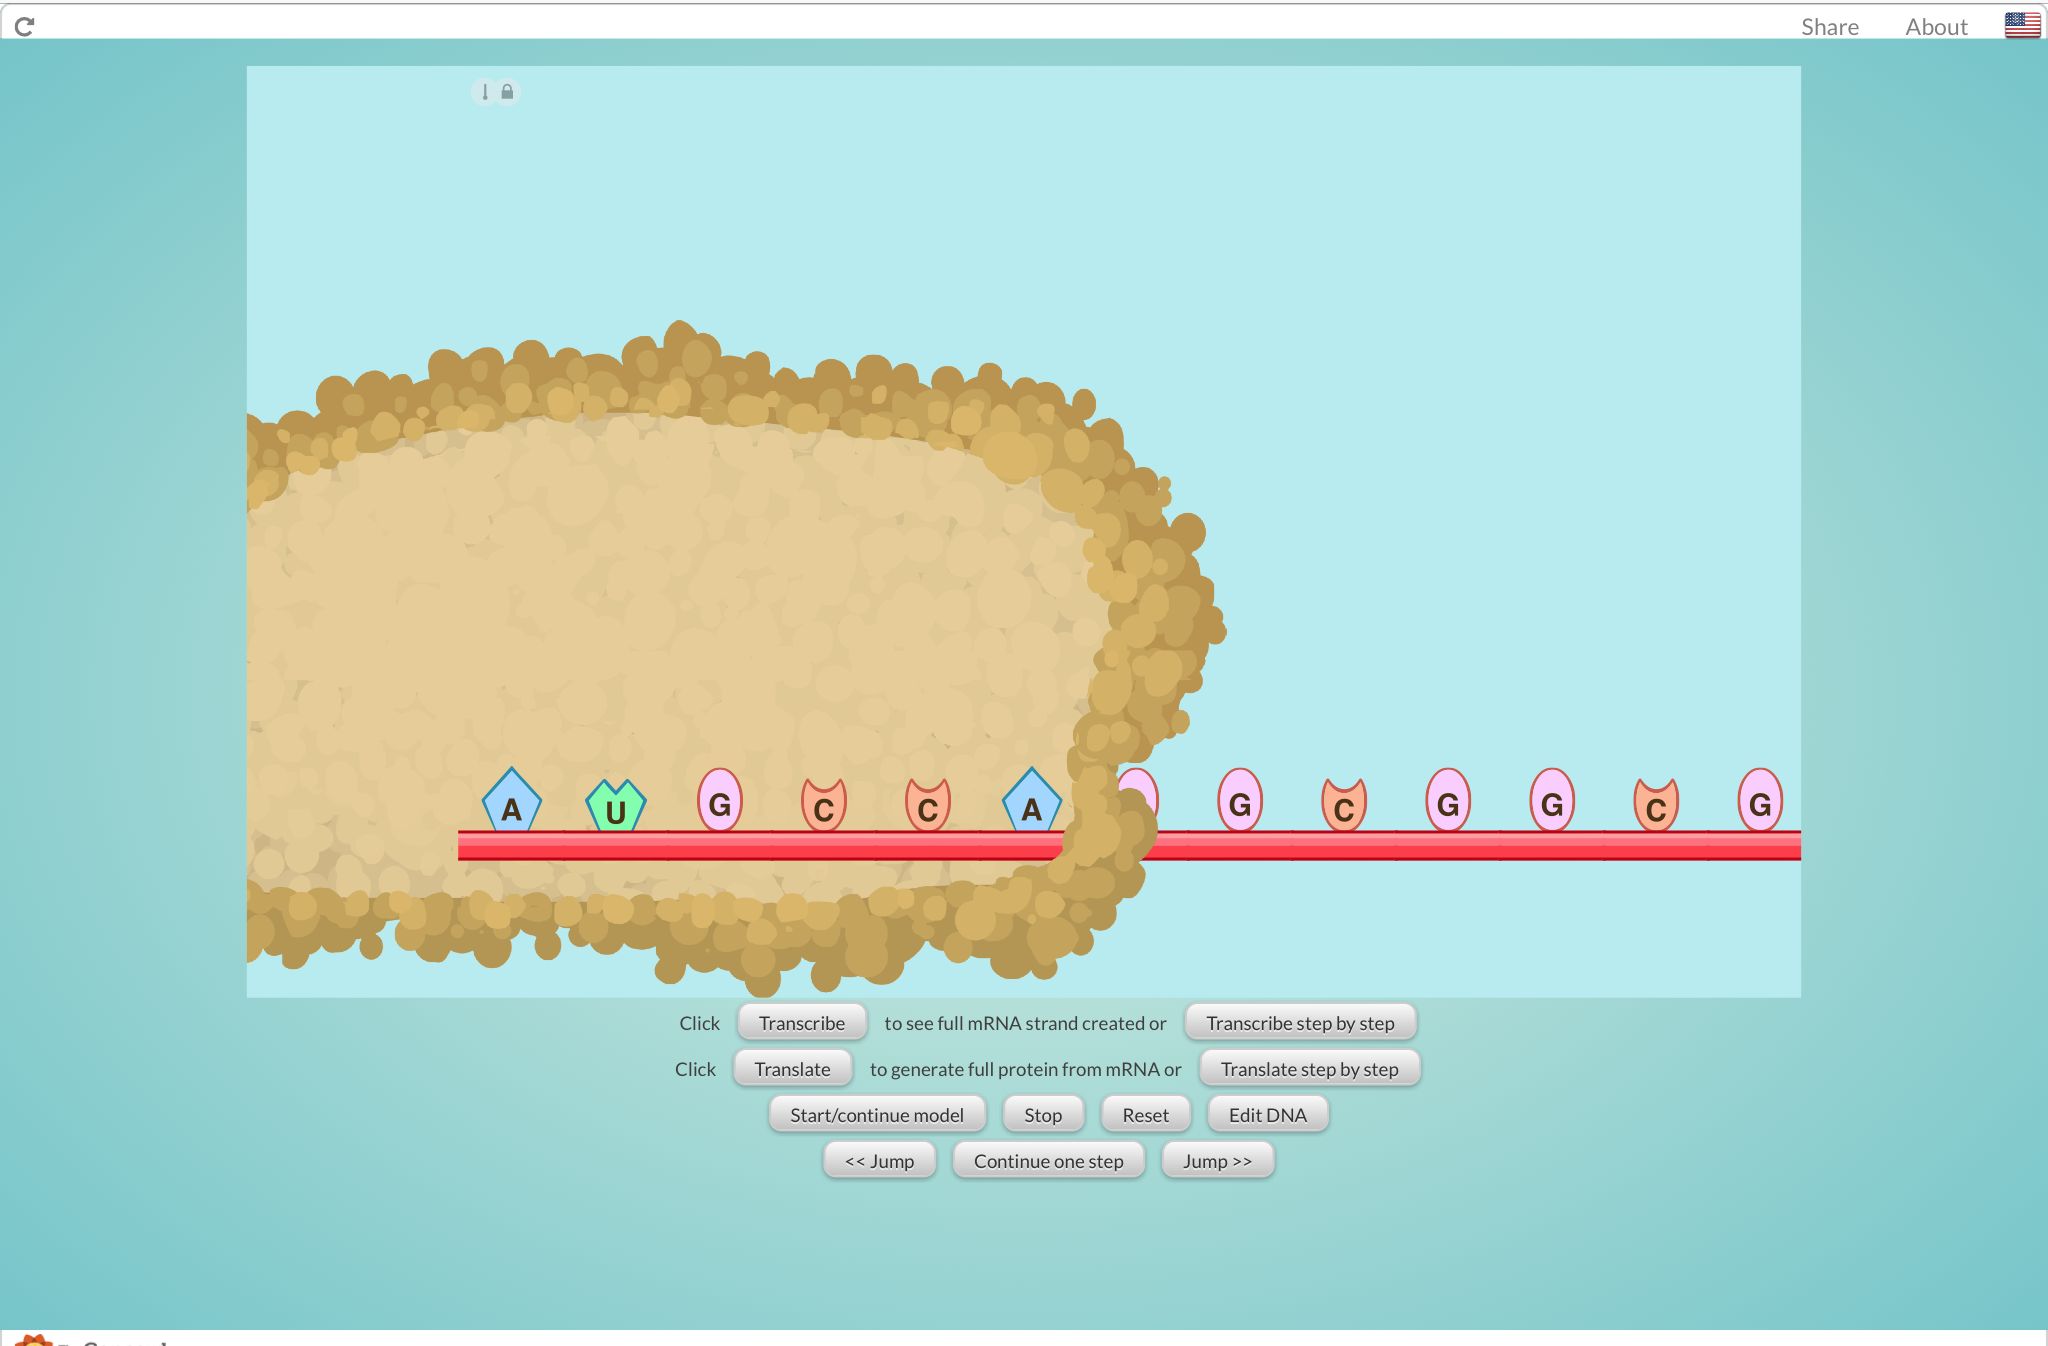 Share About
A U G C C A G C G G C G
Click Transcribe to see full mRNA strand created or Transcribe step by step
Click Translate to generate full protein from mRNA or Translate step by step
Start/continue model Stop Reset Edit DNA
<< Jump Continue one step Jump >>